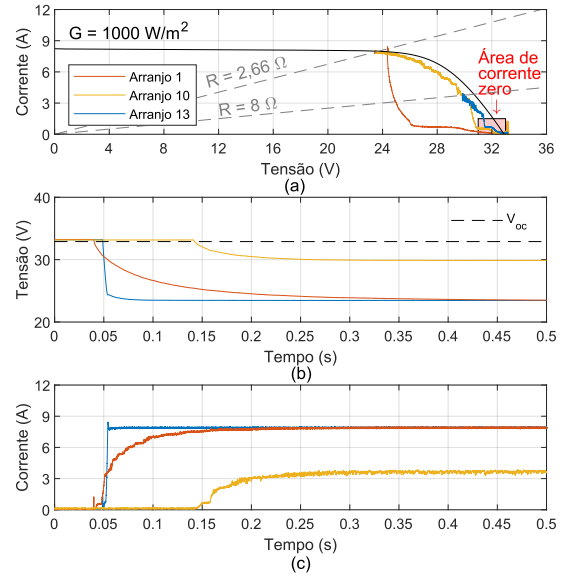 12
9
6
3
0
Corrente (A)
G = 1000 W/m²
Arranjo 1
Arranjo 10
Arranjo 13
R = 2,66 Ω
R = 8 Ω
Área de
corrente
zero
0 4 8 12 16 20 24 28 32 36
Tensão (V)
(a)
40
30
20
Tensão (V)
V_oc
0 0.05 0.1 0.15 0.2 0.25 0.3 0.35 0.4 0.45 0.5
Tempo (s)
(b)
12
9
6
3
0
Corrente (A)
0 0.05 0.1 0.15 0.2 0.25 0.3 0.35 0.4 0.45 0.5
Tempo (s)
(c)